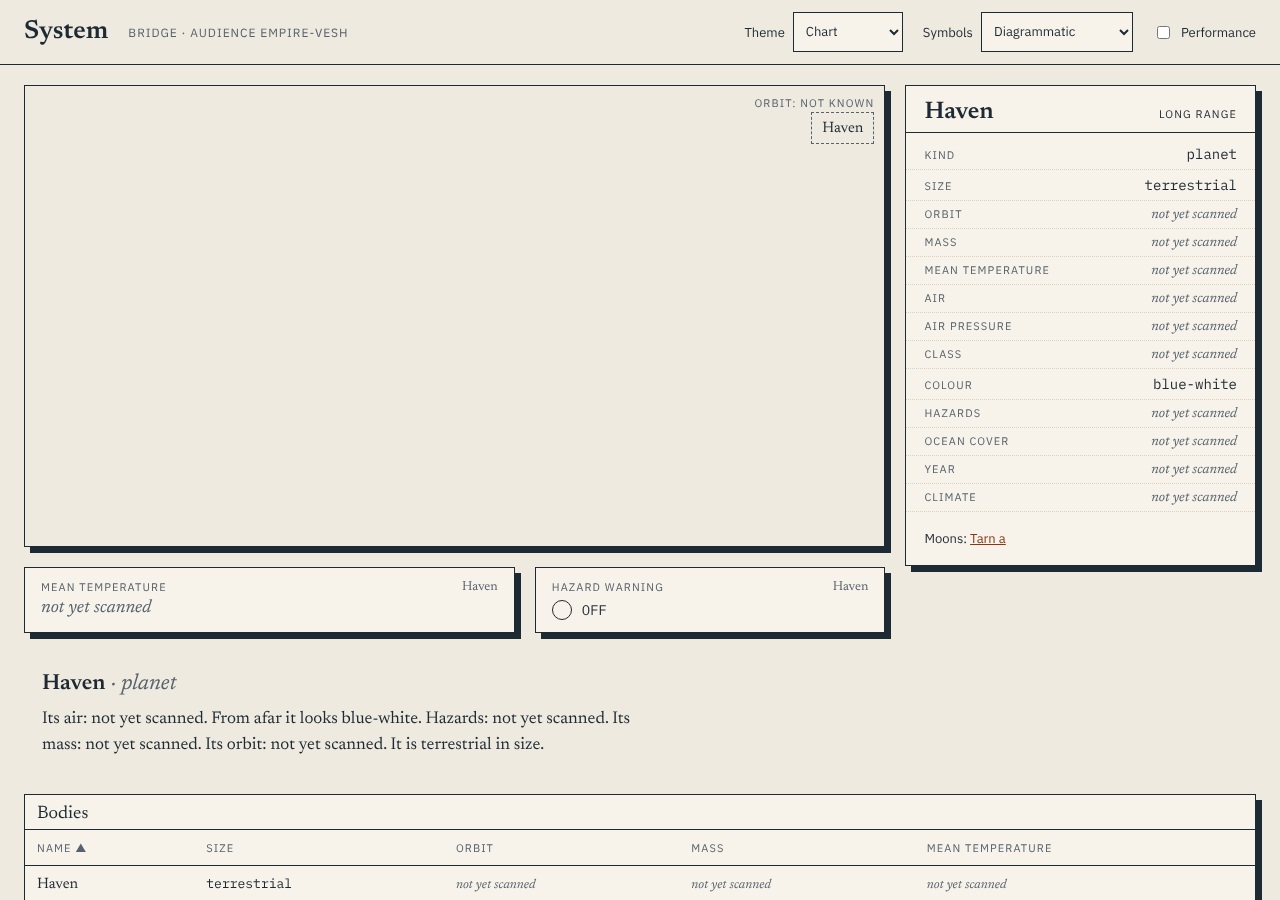 System
BRIDGE · AUDIENCE EMPIRE-VESH
Theme Chart Symbols Diagrammatic Performance
ORBIT: NOT KNOWN
Haven
Haven LONG RANGE
KIND planet
SIZE terrestrial
ORBIT not yet scanned
MASS not yet scanned
MEAN TEMPERATURE not yet scanned
AIR not yet scanned
AIR PRESSURE not yet scanned
CLASS not yet scanned
COLOUR blue-white
HAZARDS not yet scanned
OCEAN COVER not yet scanned
YEAR not yet scanned
CLIMATE not yet scanned
Moons: Tarn a
MEAN TEMPERATURE Haven
not yet scanned
HAZARD WARNING Haven
OFF
Haven · planet
Its air: not yet scanned. From afar it looks blue-white. Hazards: not yet scanned. Its
mass: not yet scanned. Its orbit: not yet scanned. It is terrestrial in size.
Bodies
NAME ▲ SIZE ORBIT MASS MEAN TEMPERATURE
Haven terrestrial not yet scanned not yet scanned not yet scanned